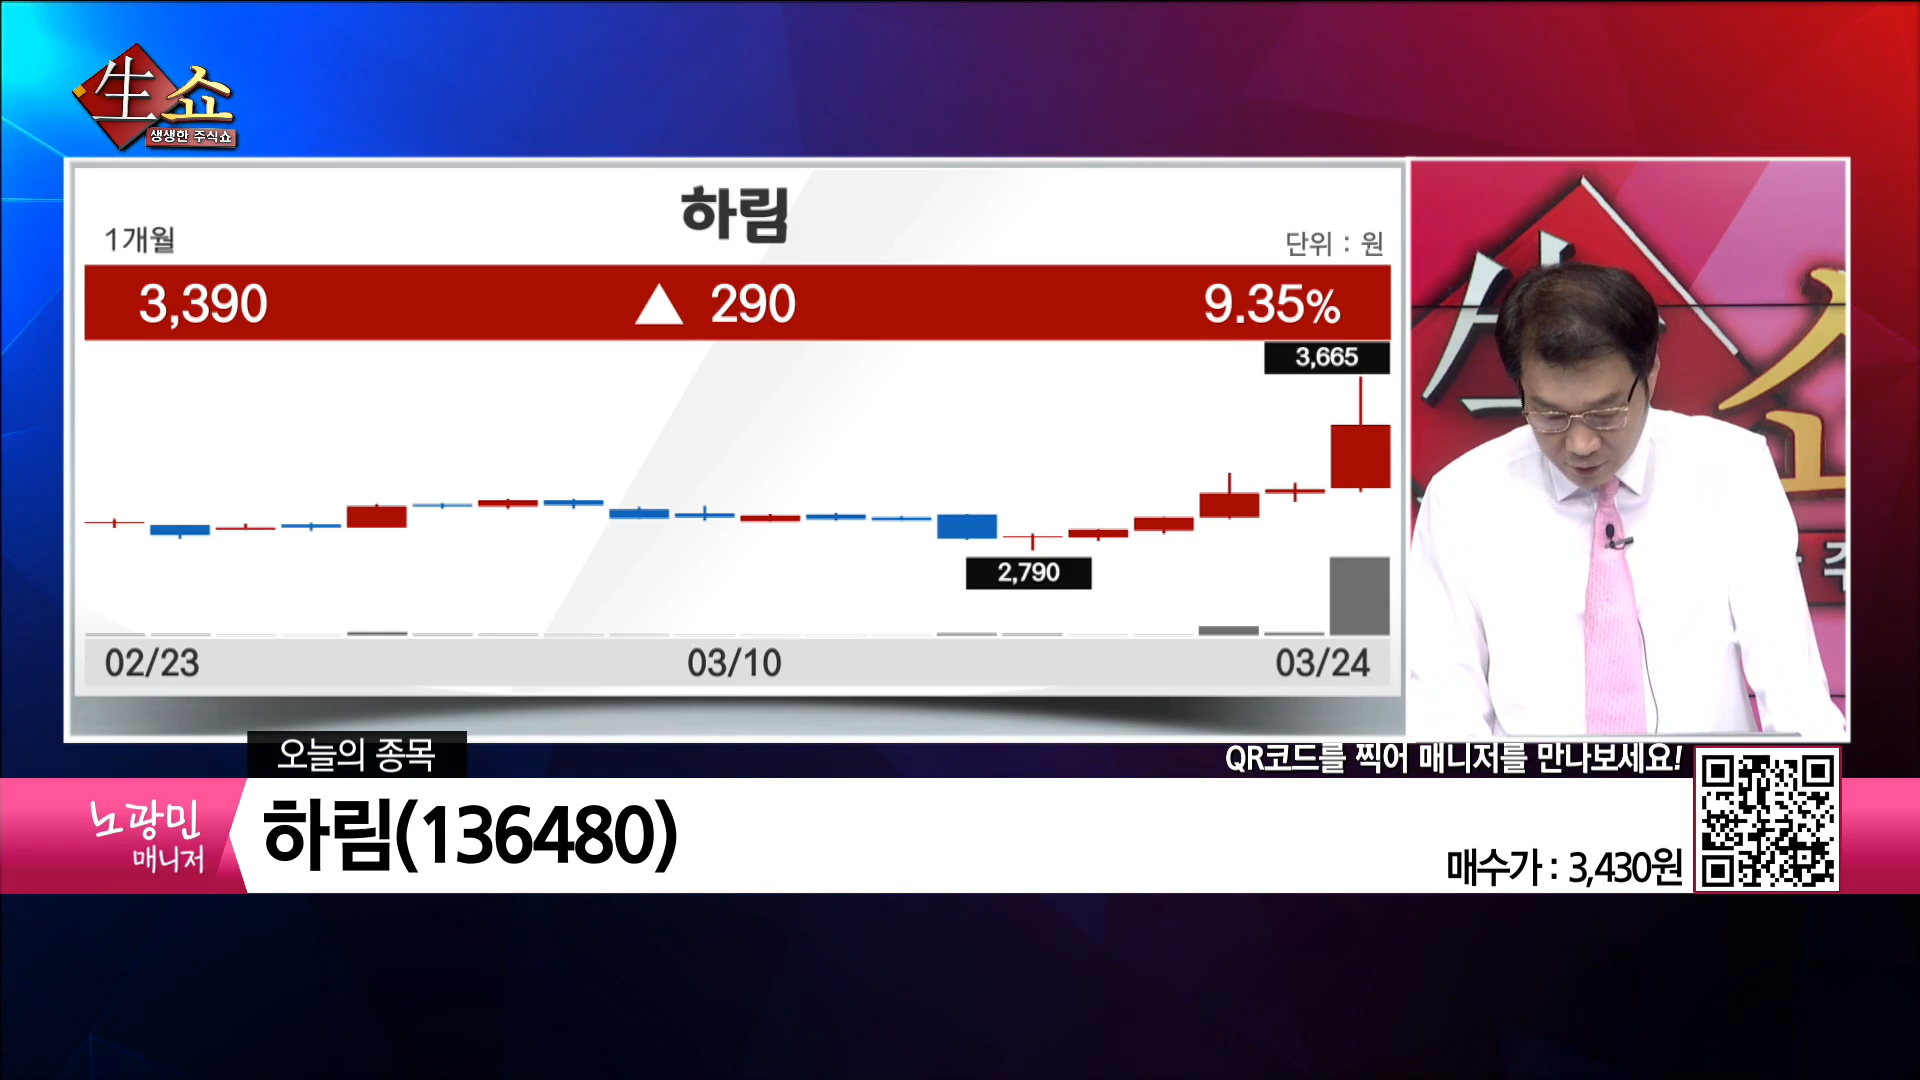 生쇼
생생한 주식쇼
하림
1개월
단위 : 원
3,390 ▲ 290 9.35%
3,665
2,790
02/23 03/10 03/24
오늘의 종목
QR코드를 찍어 매니저를 만나보세요!
노광민
매니저
하림(136480)
매수가 : 3,430원